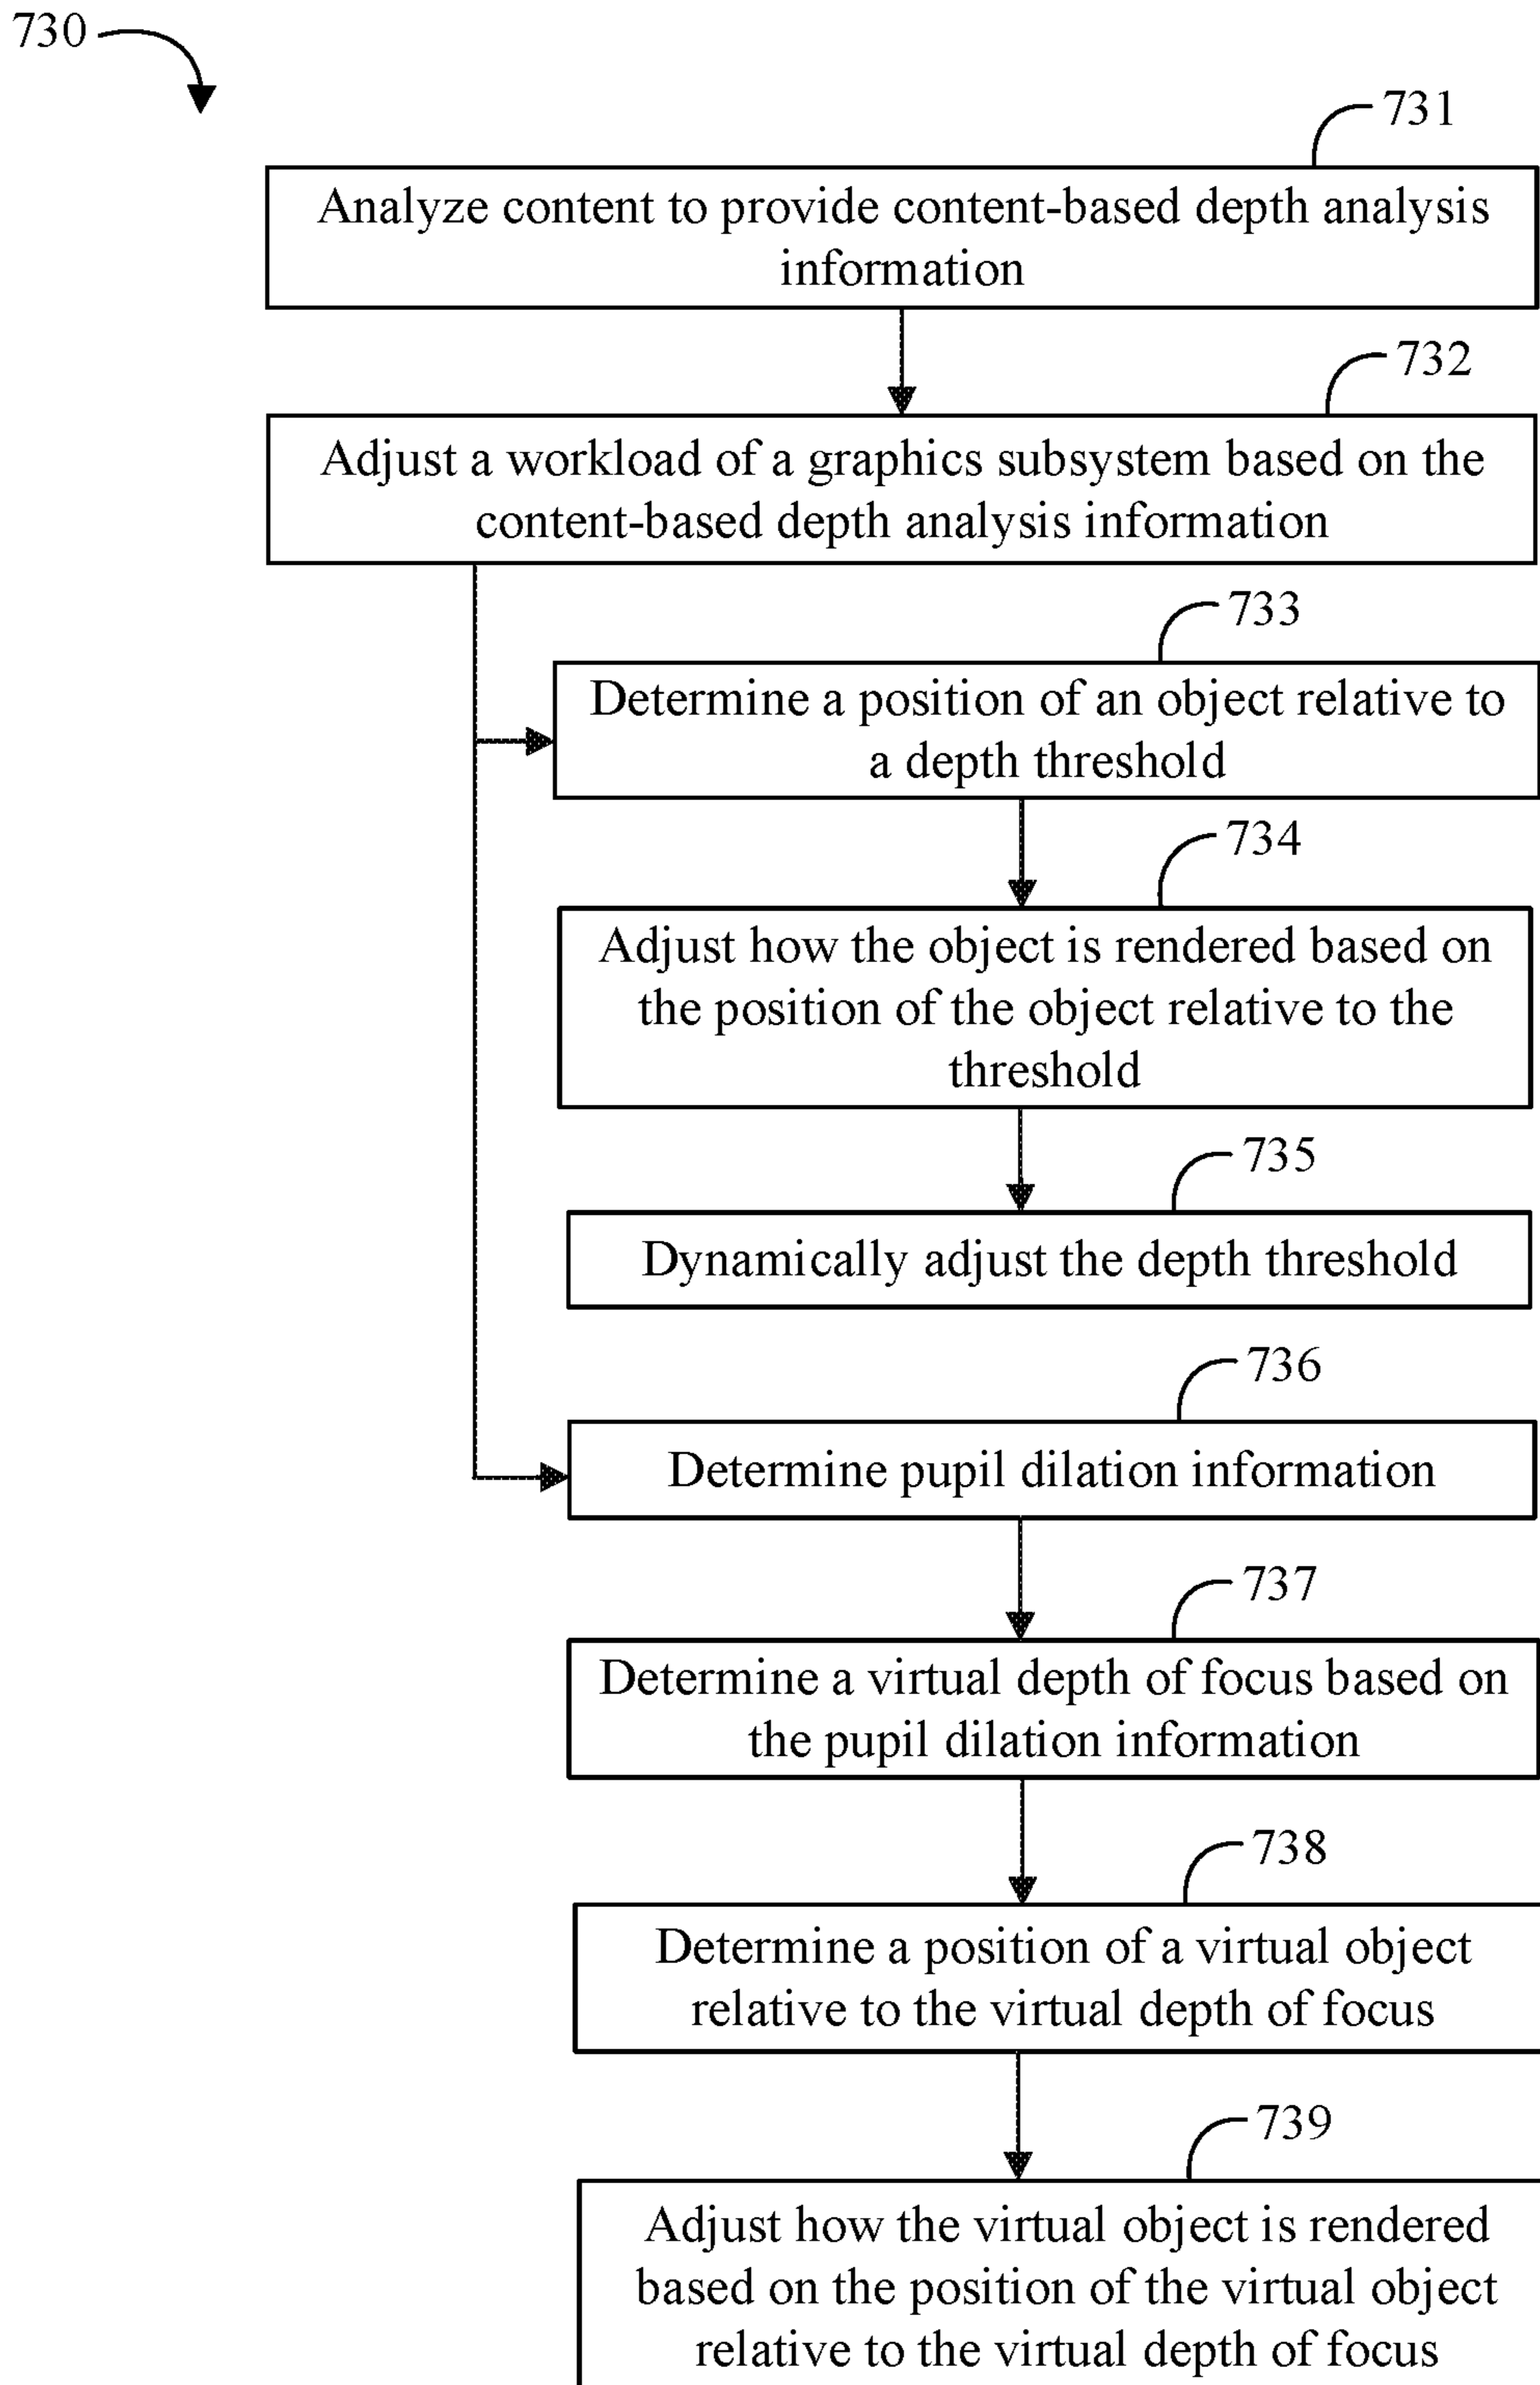 730
731
Analyze content to provide content-based depth analysis
information
732
Adjust a workload of a graphics subsystem based on the
content-based depth analysis information
733
Determine a position of an object relative to
a depth threshold
734
Adjust how the object is rendered based on
the position of the object relative to the
threshold
735
Dynamically adjust the depth threshold
736
Determine pupil dilation information
737
Determine a virtual depth of focus based on
the pupil dilation information
738
Determine a position of a virtual object
relative to the virtual depth of focus
739
Adjust how the virtual object is rendered
based on the position of the virtual object
relative to the virtual depth of focus